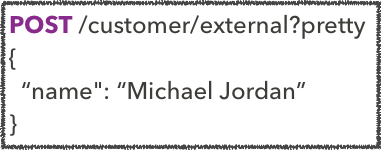 POST /customer/external?pretty
{
“name": “Michael Jordan”
}